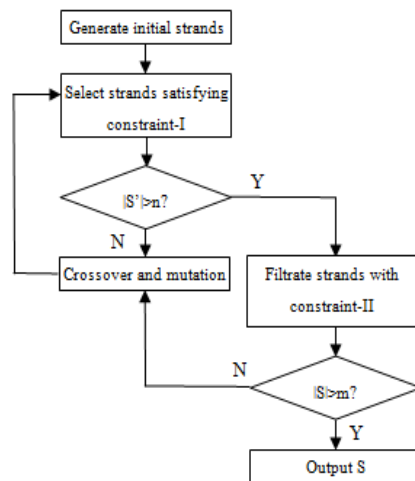 Generate initial strands
Select strands satisfying
constraint-I
|S'|>n?
Y
N
Crossover and mutation
Filtrate strands with
constraint-II
N
|S|>m?
Y
Output S